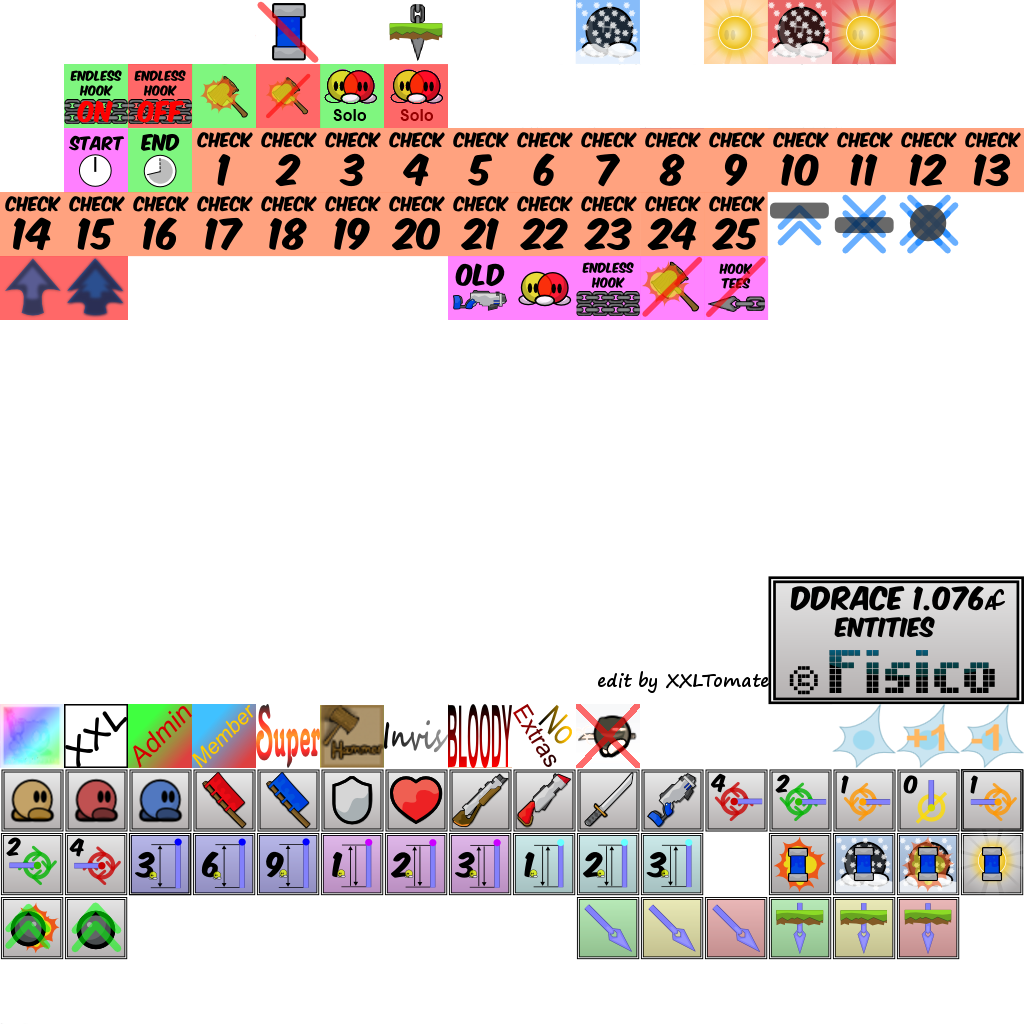 ENDLESS HOOK ON
ENDLESS HOOK OFF
Solo
Solo
START
END
CHECK 1
CHECK 2
CHECK 3
CHECK 4
CHECK 5
CHECK 6
CHECK 7
CHECK 8
CHECK 9
CHECK 10
CHECK 11
CHECK 12
CHECK 13
CHECK 14
CHECK 15
CHECK 16
CHECK 17
CHECK 18
CHECK 19
CHECK 20
CHECK 21
CHECK 22
CHECK 23
CHECK 24
CHECK 25
OLD
ENDLESS HOOK
HOOK TEES
DDRACE 1.076
ENTITIES
© Fisico
edit by XXLTomate
XXL
Admin
Member
Super
Hammer
Invis
BLOODY
No Extras
+1
-1
4
2
1
0
1
2
4
3
6
9
1
2
3
1
2
3